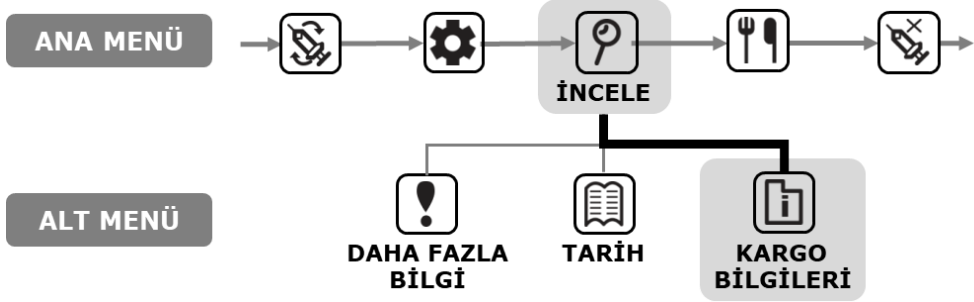 ANA MENÜ
İNCELE
ALT MENÜ
DAHA FAZLA
BİLGİ
TARİH
KARGO
BİLGİLERİ